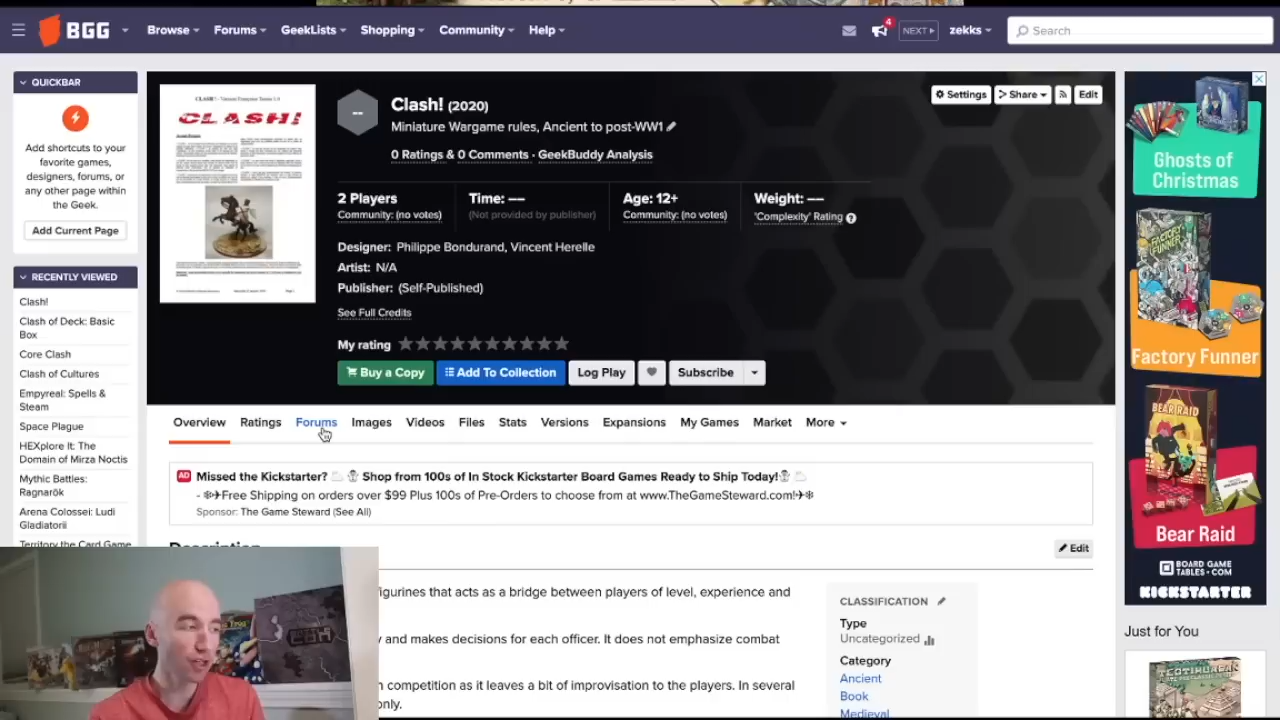 BGG
Browse
Forums
GeekLists
Shopping
Community
Help
4
NEXT
zekks
Search
QUICKBAR
Add shortcuts to your
favorite games,
designers, forums, or
any other page within
the Geek.
Add Current Page
RECENTLY VIEWED
Clash!
Clash of Deck: Basic
Box
Core Clash
Clash of Cultures
Empyreal: Spells &
Steam
Space Plague
HEXplore It: The
Domain of Mirza Noctis
Mythic Battles:
Ragnarök
Arena Colossei: Ludi
Gladiatorii
Territory the Card Game
CLASH!
--
Clash! (2020)
Miniature Wargame rules, Ancient to post-WW1
0 Ratings & 0 Comments · GeekBuddy Analysis
Settings
Share
Edit
2 Players
Community: (no votes)
Time: ––
(Not provided by publisher)
Age: 12+
Community: (no votes)
Weight: ––
'Complexity' Rating ?
Designer: Philippe Bondurand, Vincent Herelle
Artist: N/A
Publisher: (Self-Published)
See Full Credits
My rating
Buy a Copy
Add To Collection
Log Play
Subscribe
Overview
Ratings
Forums
Images
Videos
Files
Stats
Versions
Expansions
My Games
Market
More
AD Missed the Kickstarter? Shop from 100s of In Stock Kickstarter Board Games Ready to Ship Today!
- ❄✈Free Shipping on orders over $99 Plus 100s of Pre-Orders to choose from at www.TheGameSteward.com!✈❄
Sponsor: The Game Steward (See All)
Description
Edit
figurines that acts as a bridge between players of level, experience and
and makes decisions for each officer. It does not emphasize combat
competition as it leaves a bit of improvisation to the players. In several
only.
CLASSIFICATION
Type
Uncategorized
Category
Ancient
Book
Medieval
Ghosts of
Christmas
FACTORY
FUNNER
Factory Funner
BEAR RAID
Bear Raid
BOARD GAME
TABLES·COM
KICKSTARTER
Just for You